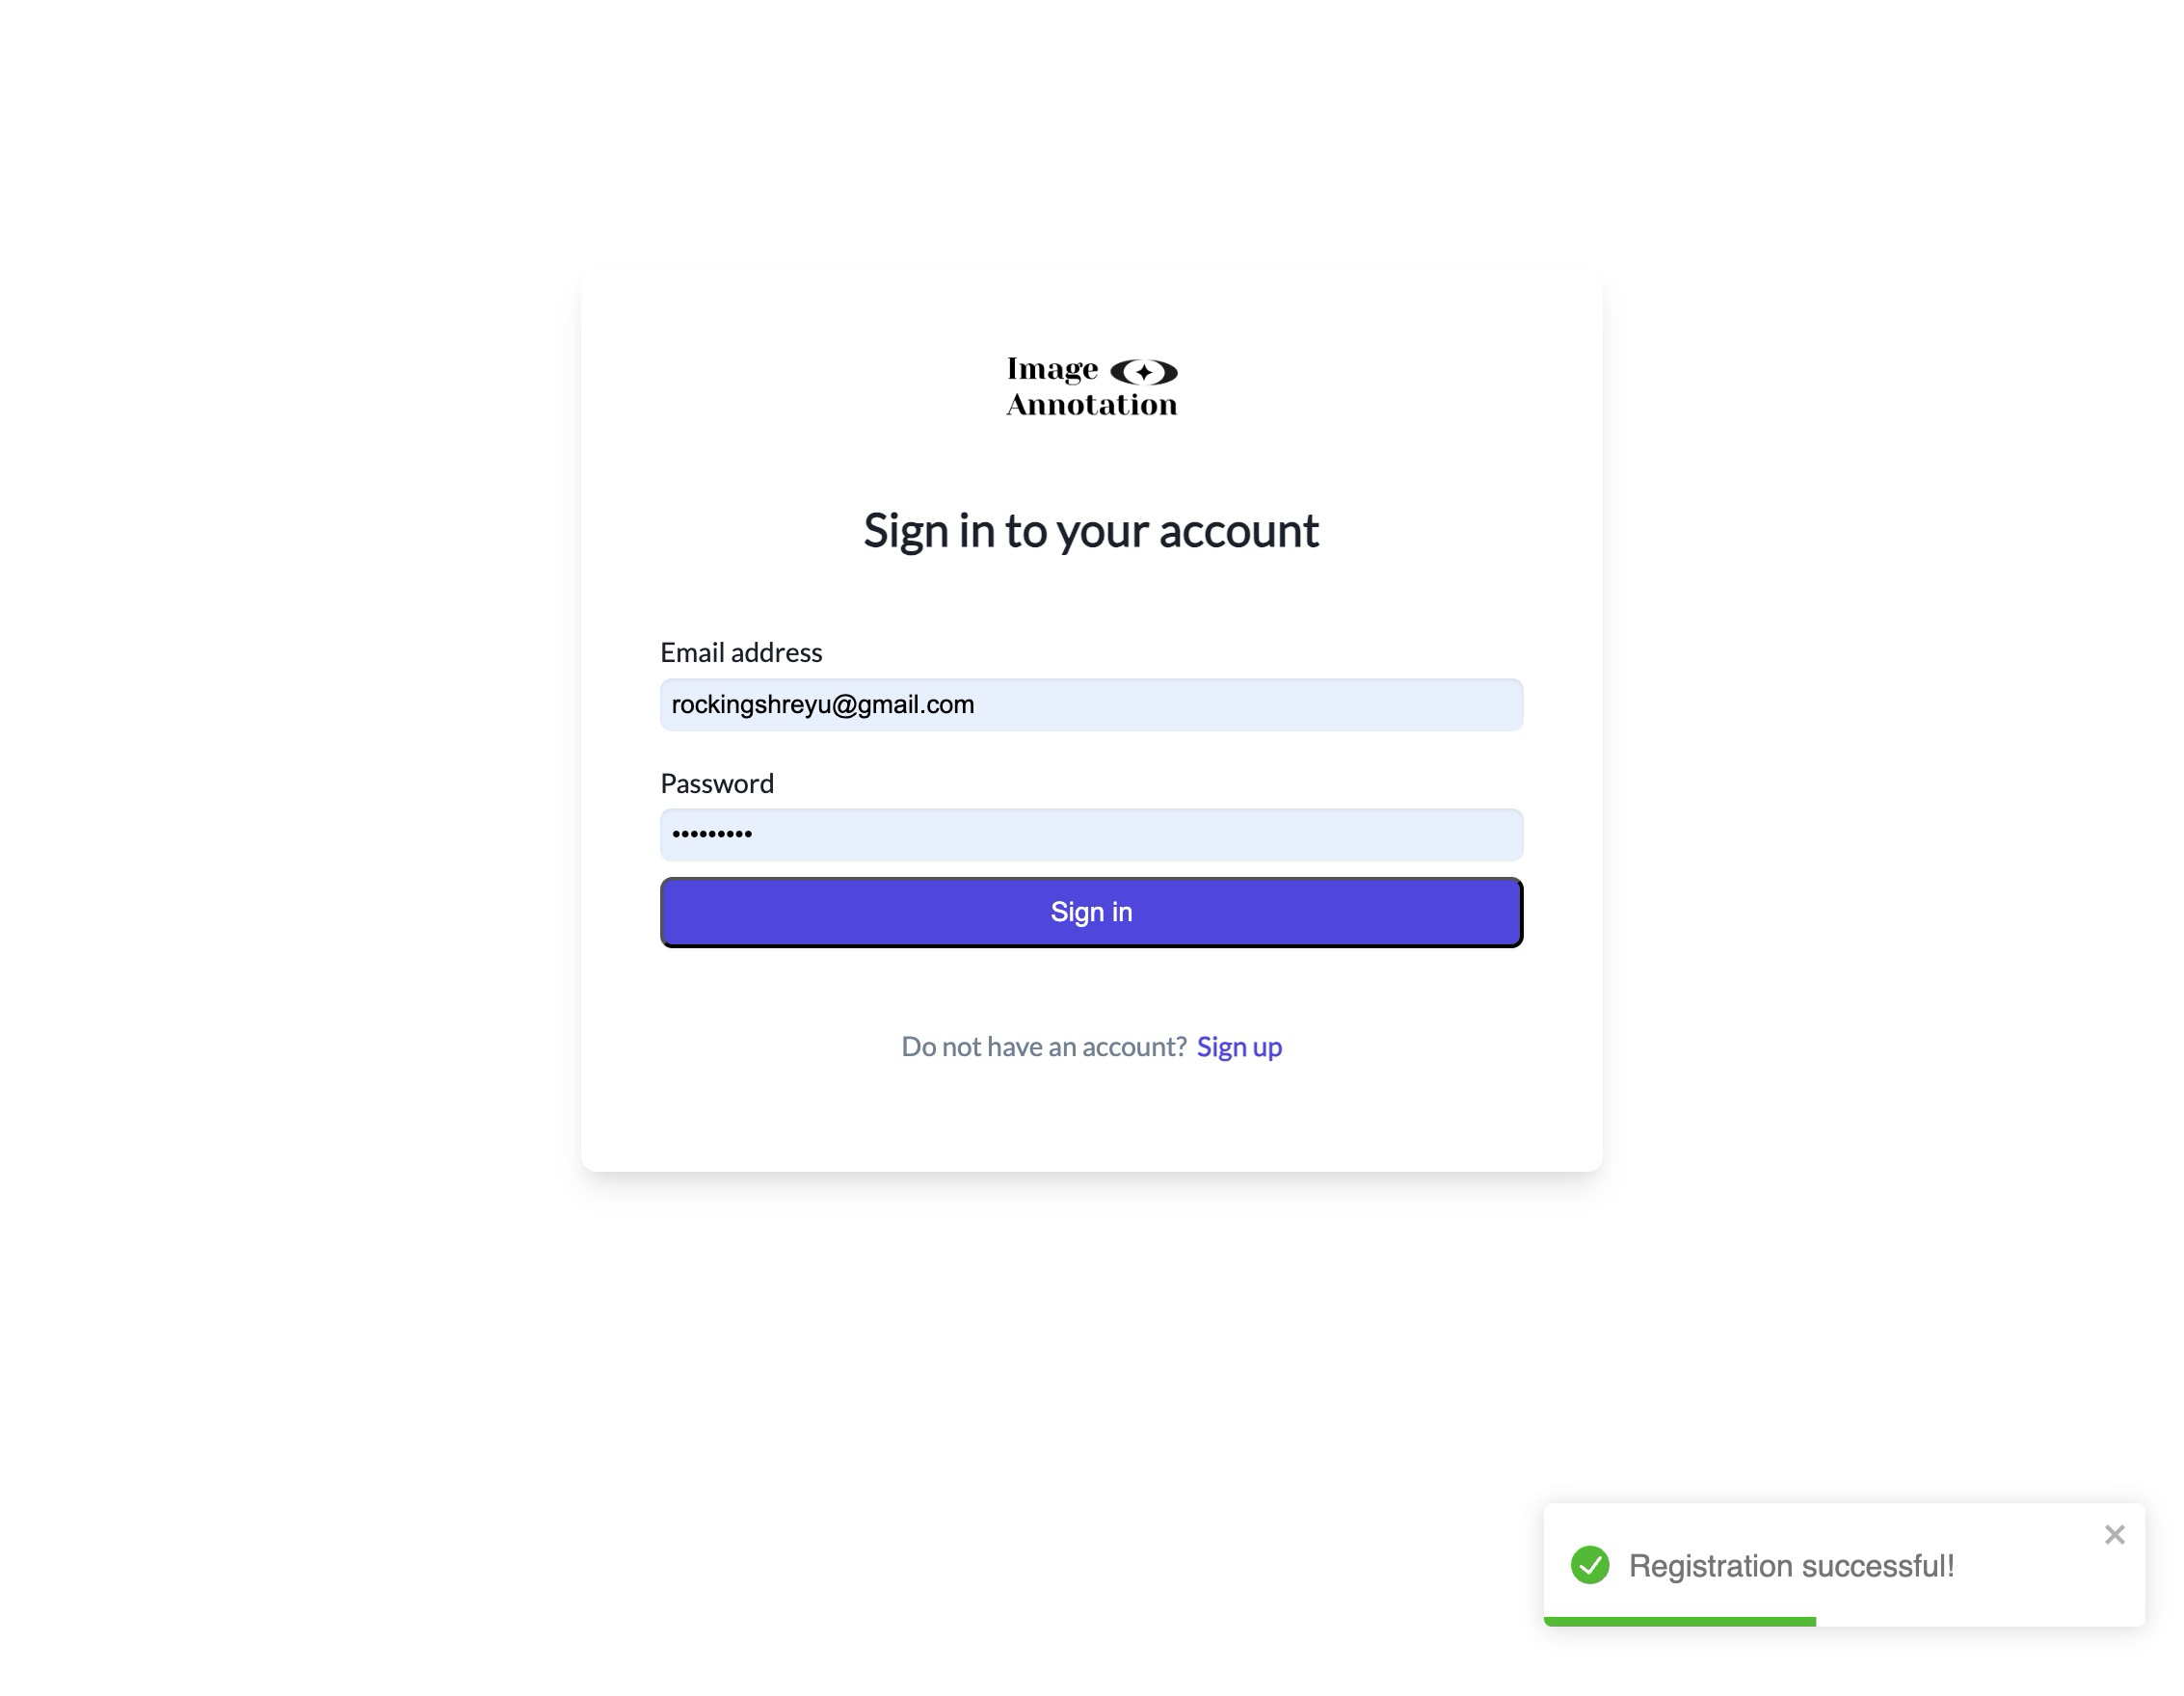 Image
Annotation
Sign in to your account
Email address
rockingshreyu@gmail.com
Password
•••••••••
Sign in
Do not have an account? Sign up
Registration successful!